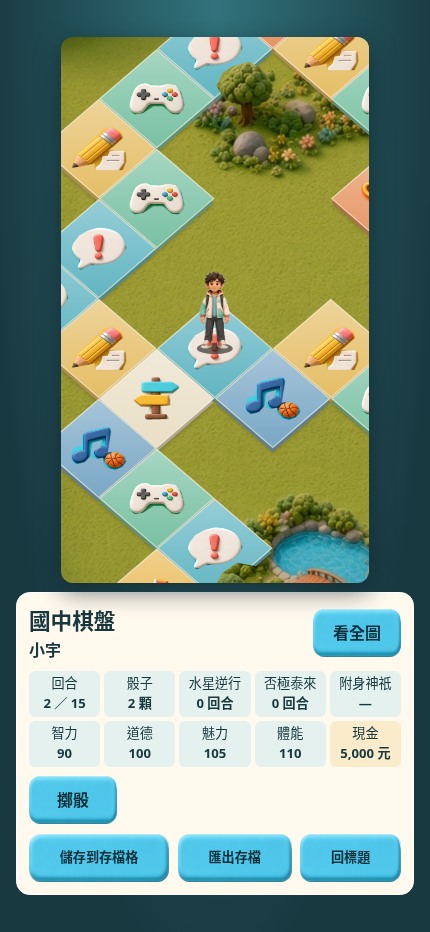 國中棋盤
小宇
看全圖
回合
2 ／ 15
骰子
2 顆
水星逆行
0 回合
否極泰來
0 回合
附身神祇
—
智力
90
道德
100
魅力
105
體能
110
現金
5,000 元
擲骰
儲存到存檔格
匯出存檔
回標題